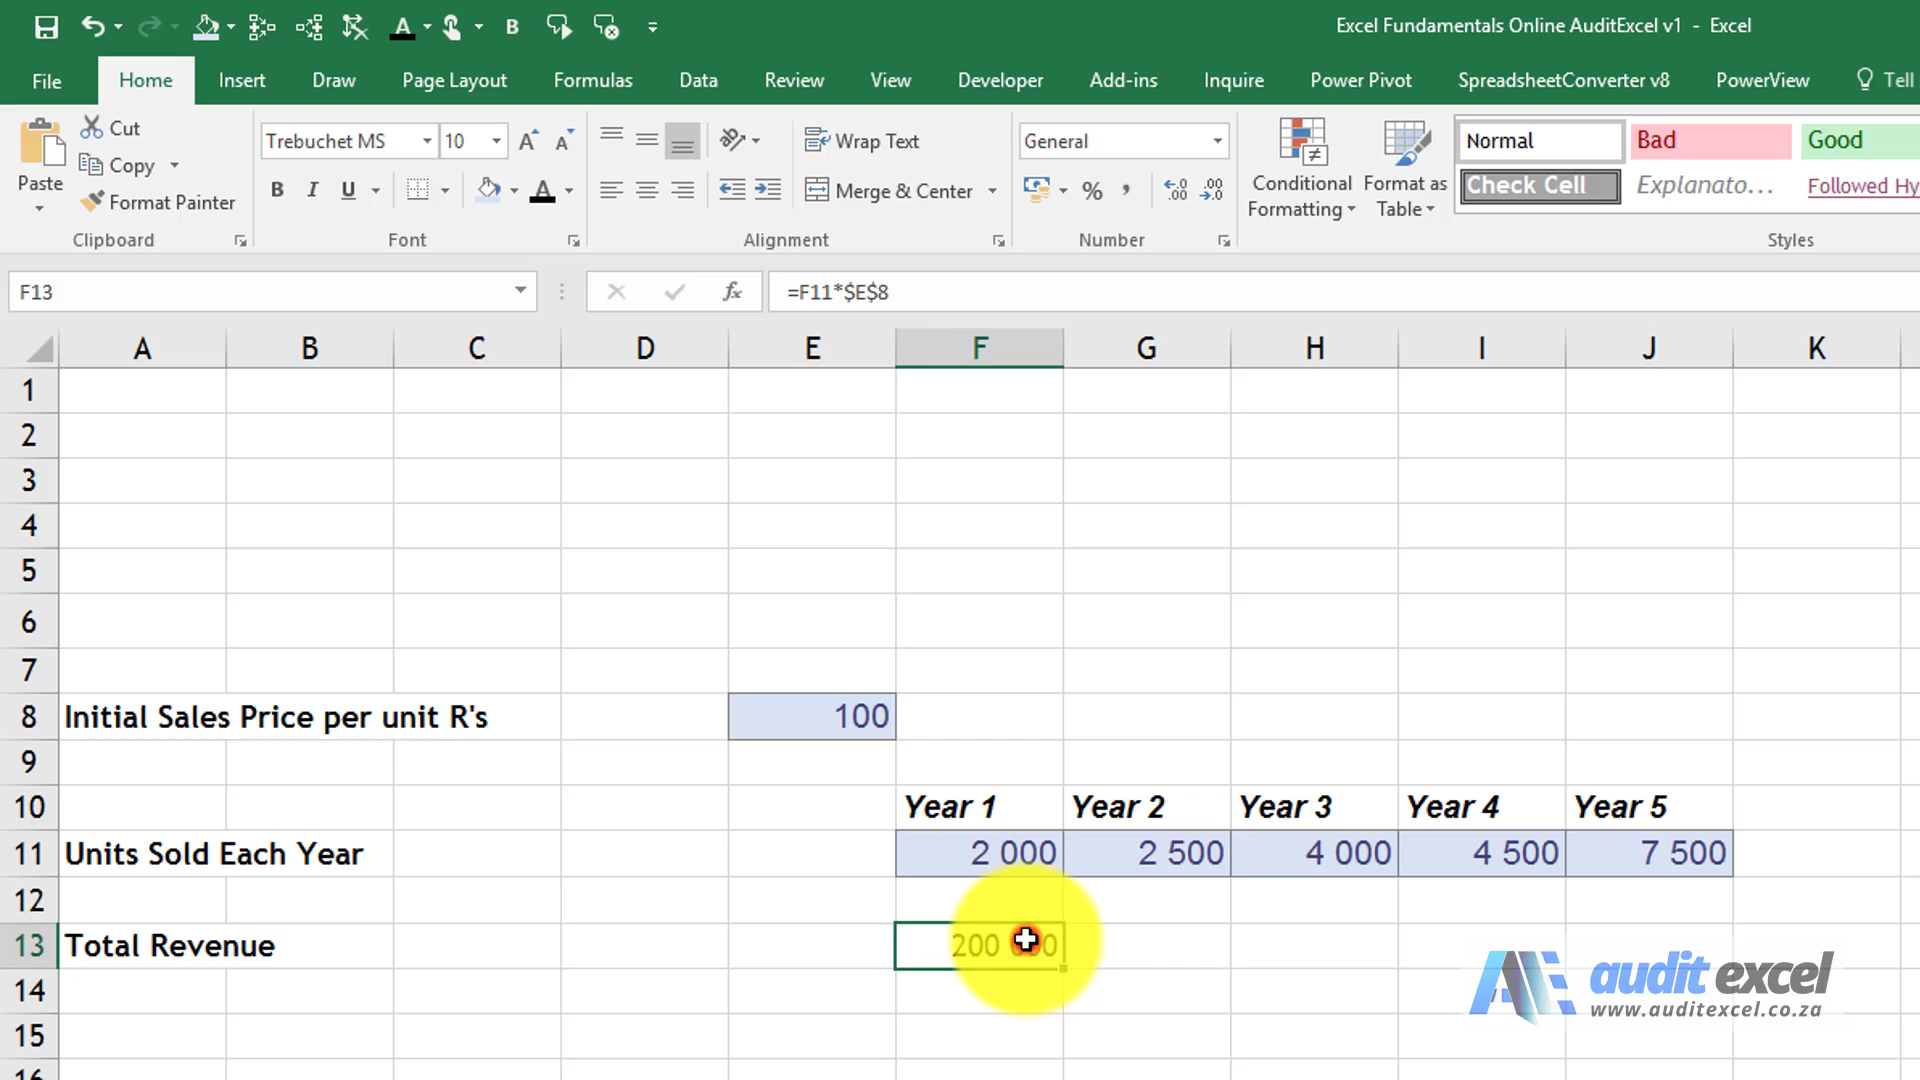 Excel Fundamentals Online AuditExcel v1 - Excel
File Home Insert Draw Page Layout Formulas Data Review View Developer Add-ins Inquire Power Pivot SpreadsheetConverter v8 PowerView Tell
Paste
Cut
Copy
Format Painter
Clipboard
Trebuchet MS 10
B I U
Font
Wrap Text
Merge & Center
Alignment
General
%
Number
Conditional Formatting
Format as Table
Normal Bad Good
Check Cell Explanato... Followed Hy
Styles
F13 fx =F11*$E$8
A B C D E F G H I J K
1
2
3
4
5
6
7
8 Initial Sales Price per unit R's 100
9
10 Year 1 Year 2 Year 3 Year 4 Year 5
11 Units Sold Each Year 2 000 2 500 4 000 4 500 7 500
12
13 Total Revenue 200
14
15
16
audit excel
www.auditexcel.co.za